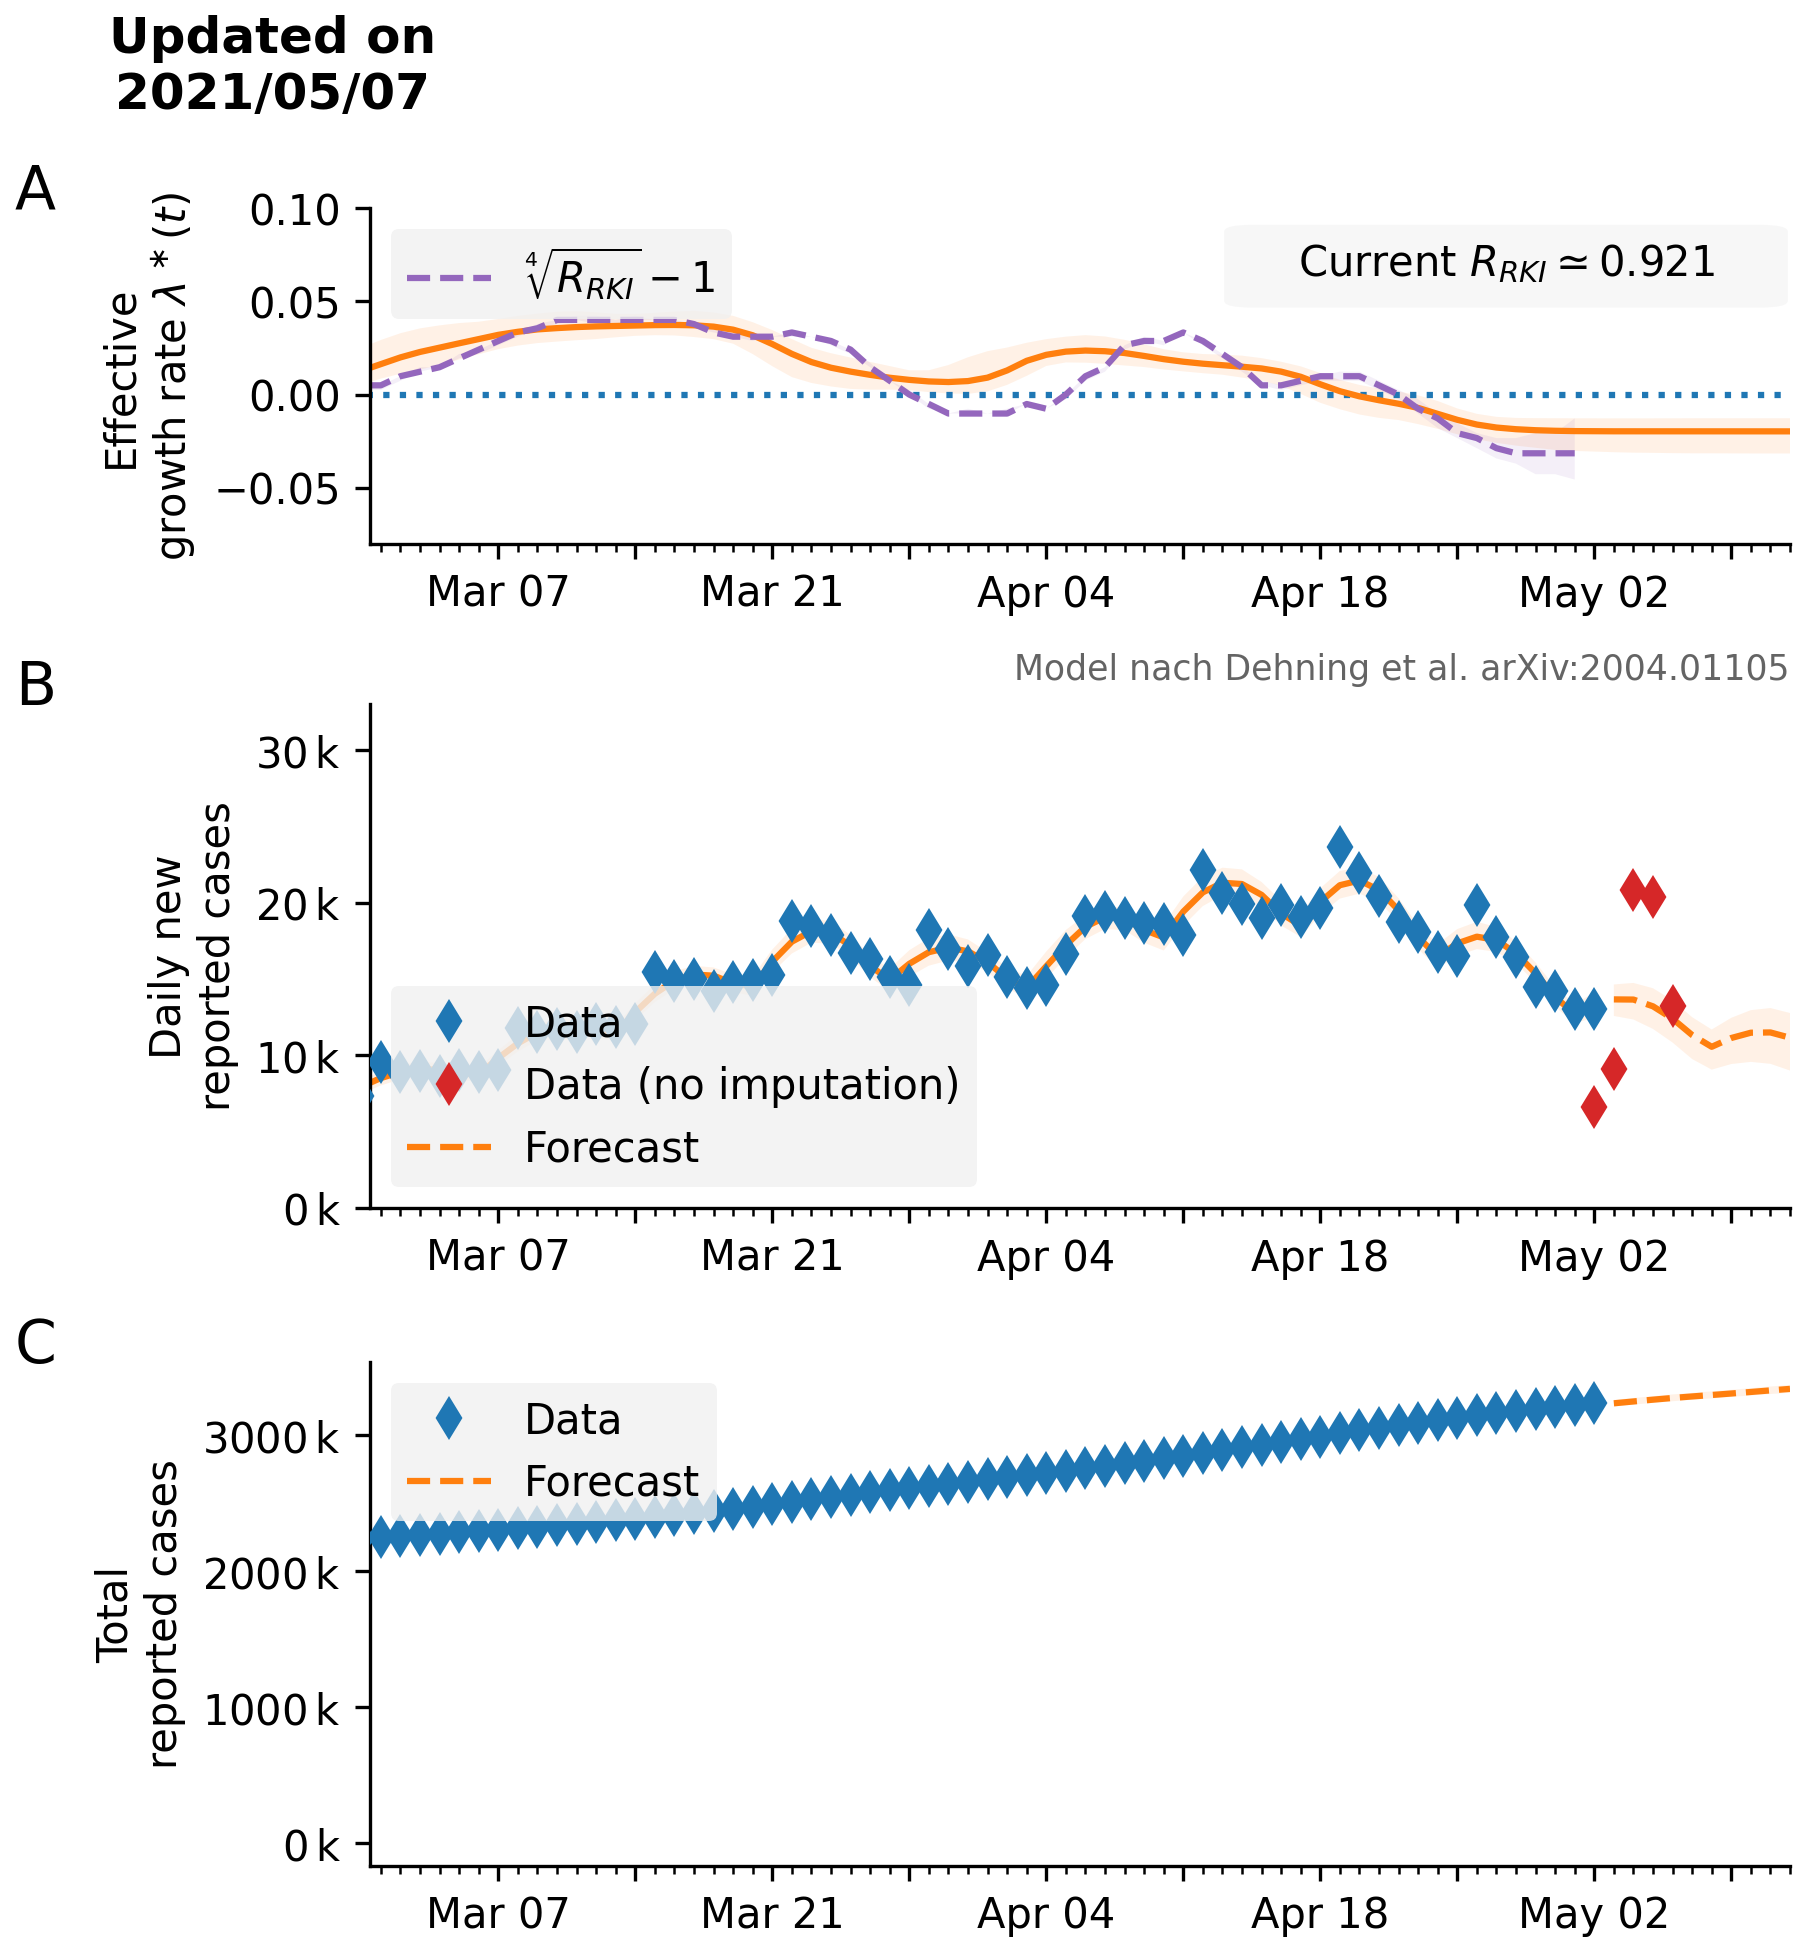 Updated on
2021/05/07
A
Effective
growth rate λ * (t)
0.10
0.05
0.00
−0.05
∜R_RKI − 1
Current R_RKI ≃ 0.921
Mar 07
Mar 21
Apr 04
Apr 18
May 02
Model nach Dehning et al. arXiv:2004.01105
B
Daily new
reported cases
30 k
20 k
10 k
0 k
Data
Data (no imputation)
Forecast
Mar 07
Mar 21
Apr 04
Apr 18
May 02
C
Total
reported cases
3000 k
2000 k
1000 k
0 k
Data
Forecast
Mar 07
Mar 21
Apr 04
Apr 18
May 02